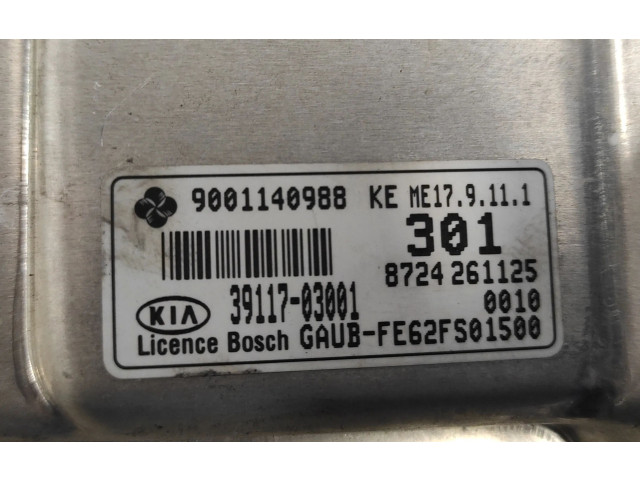 9001140988 KE ME17.9.11.1
301
8724 261125
39117-03001 0010
KIA
Licence Bosch GAUB-FE62FS01500